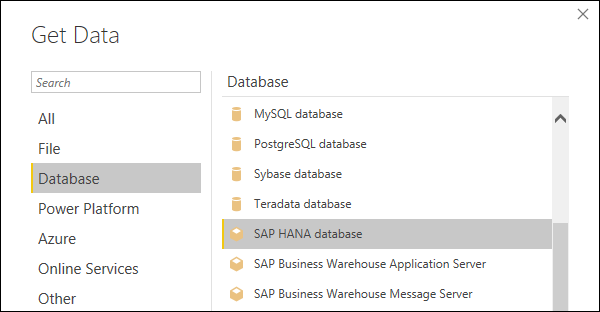 Get Data
Search
All
File
Database
Power Platform
Azure
Online Services
Other
Database
MySQL database
PostgreSQL database
Sybase database
Teradata database
SAP HANA database
SAP Business Warehouse Application Server
SAP Business Warehouse Message Server